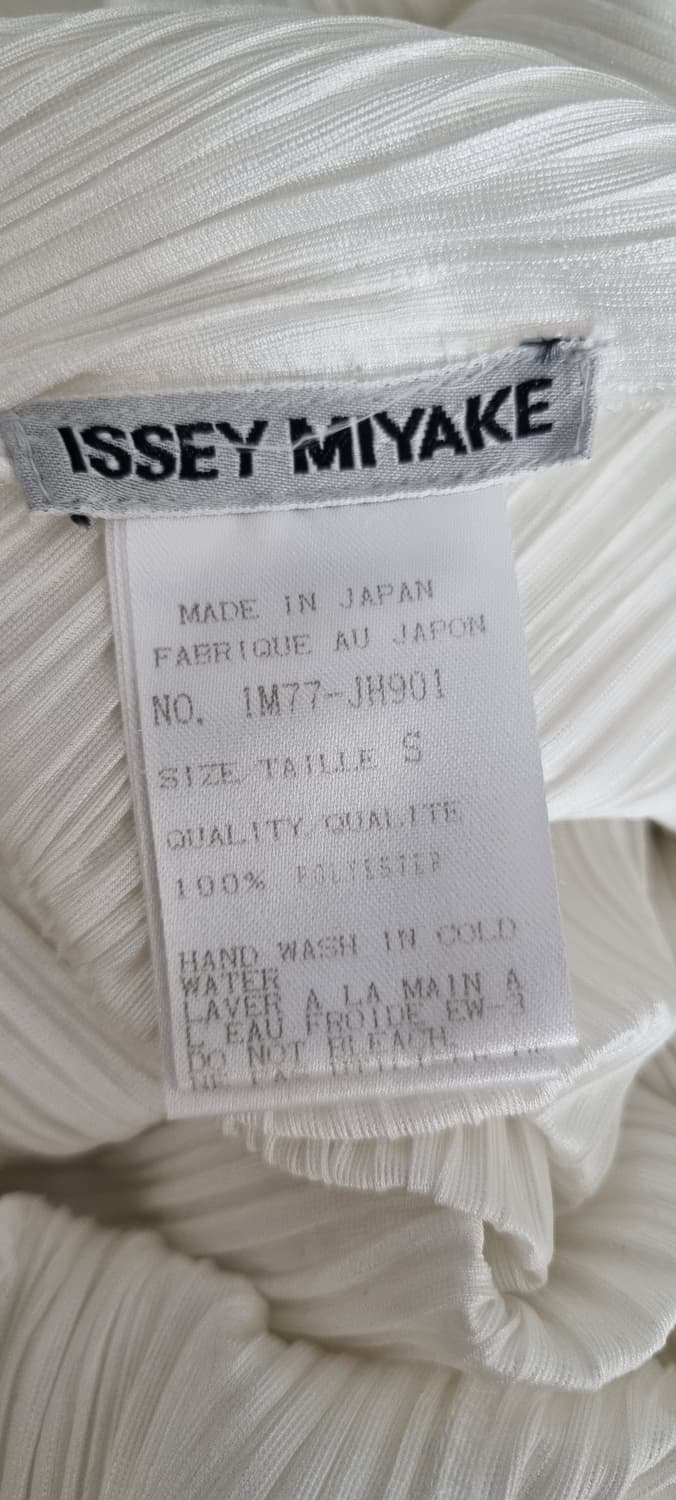 ISSEY MIYAKE
MADE IN JAPAN
FABRIQUE AU JAPON
NO. 1M77-JH901
SIZE/TAILLE S
QUALITY/QUALITE
100% POLYESTER
HAND WASH IN COLD
WATER
LAVER A LA MAIN A
L EAU FROIDE EW-3
DO NOT BLEACH.